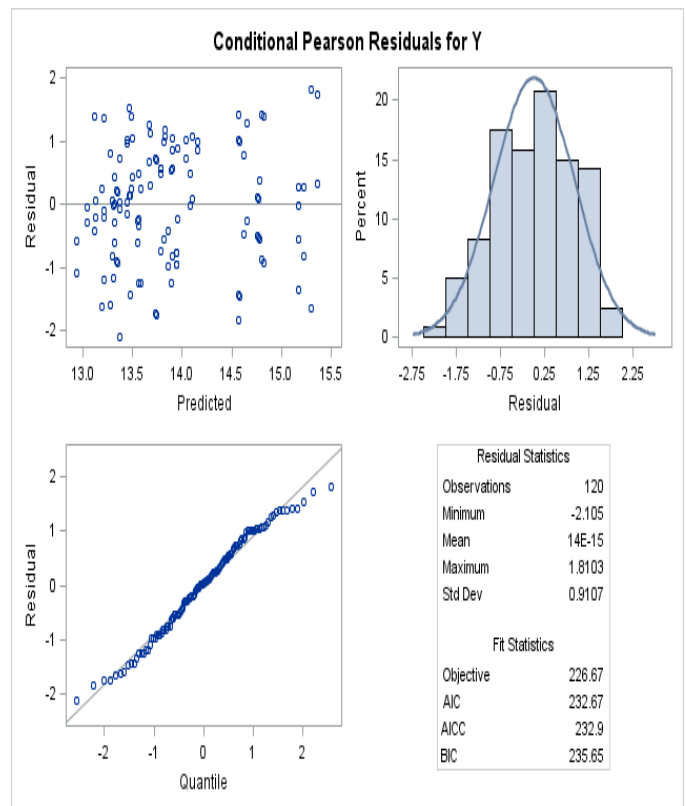 Conditional Pearson Residuals for Y
2
1
0
-1
-2
Residual
13.0 13.5 14.0 14.5 15.0 15.5
Predicted
20
15
10
5
0
Percent
-2.75 -1.75 -0.75 0.25 1.25 2.25
Residual
2
1
0
-1
-2
Residual
-2 -1 0 1 2
Quantile
Residual Statistics
Observations 120
Minimum -2.105
Mean 14E-15
Maximum 1.8103
Std Dev 0.9107
Fit Statistics
Objective 226.67
AIC 232.67
AICC 232.9
BIC 235.65